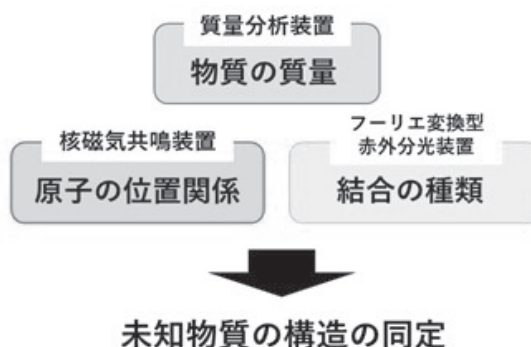 質量分析装置
物質の質量
核磁気共鳴装置
原子の位置関係
フーリエ変換型
赤外分光装置
結合の種類
未知物質の構造の同定